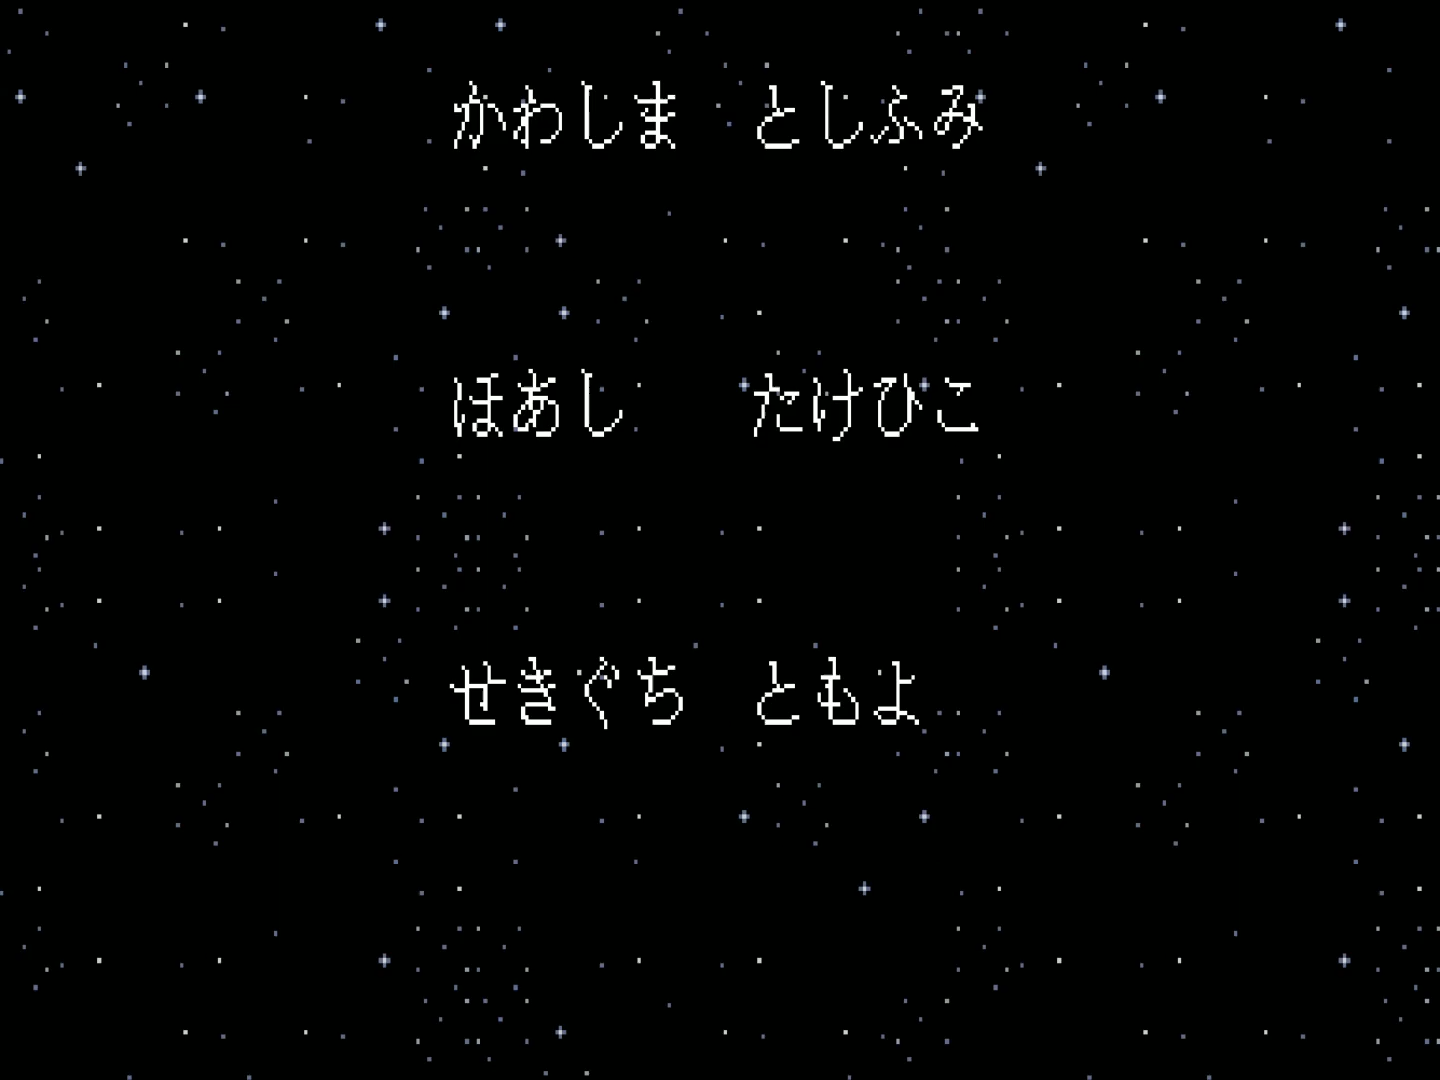 かわしま　としふみ
ほあし　　たけひこ
せきぐち　ともよ